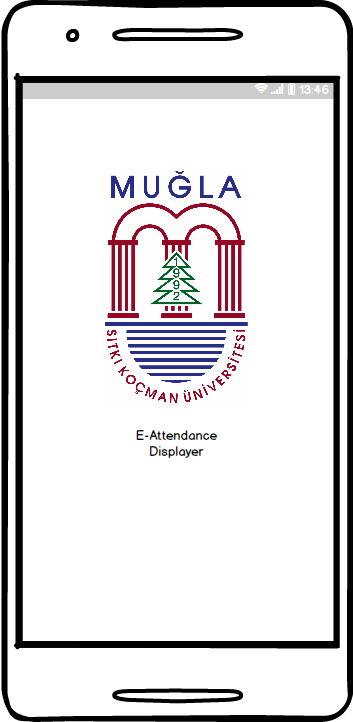 13:46
MUĞLA
1
9
9
2
SITKI KOÇMAN ÜNİVERSİTESİ
E-Attendance
Displayer